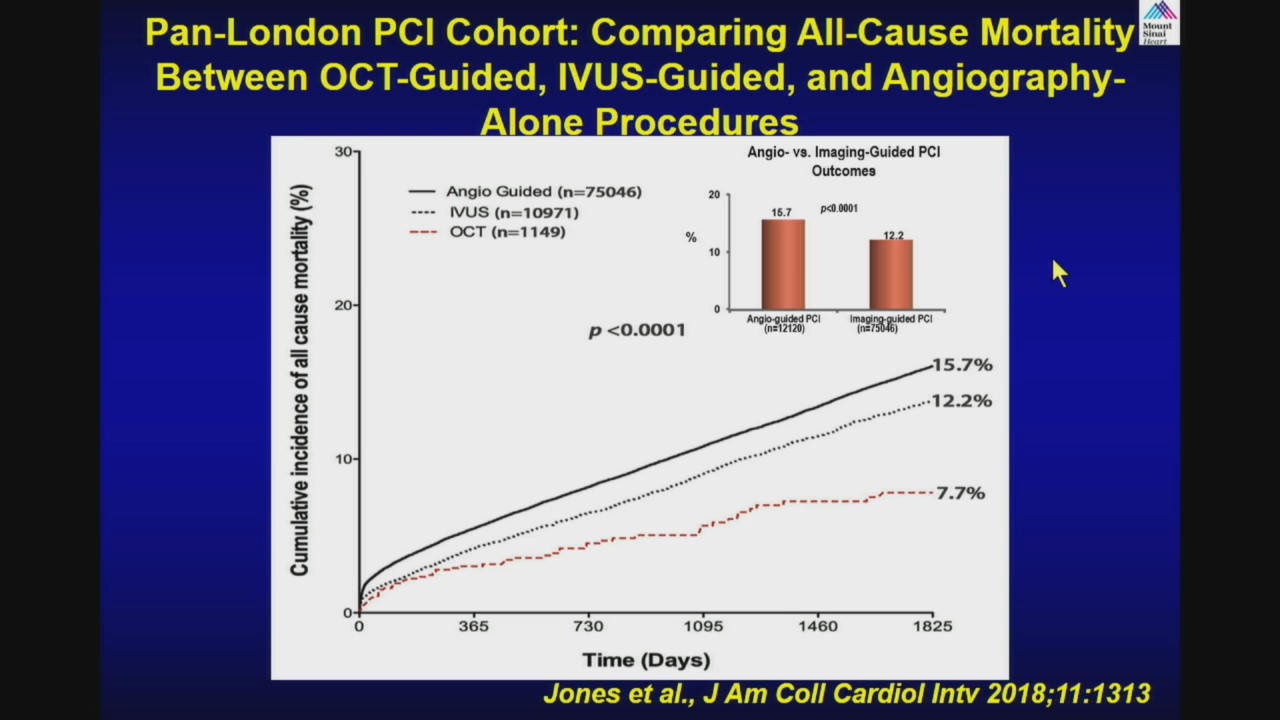 Pan-London PCI Cohort: Comparing All-Cause Mortality
Between OCT-Guided, IVUS-Guided, and Angiography-
Alone Procedures
Mount
Sinai
Heart
Cumulative incidence of all cause mortality (%)
30
20
10
0
Angio Guided (n=75046)
IVUS (n=10971)
OCT (n=1149)
p <0.0001
Angio- vs. Imaging-Guided PCI
Outcomes
%
20
10
0
15.7
p<0.0001
12.2
Angio-guided PCI
(n=12120)
Imaging-guided PCI
(n=75046)
15.7%
12.2%
7.7%
0 365 730 1095 1460 1825
Time (Days)
Jones et al., J Am Coll Cardiol Intv 2018;11:1313